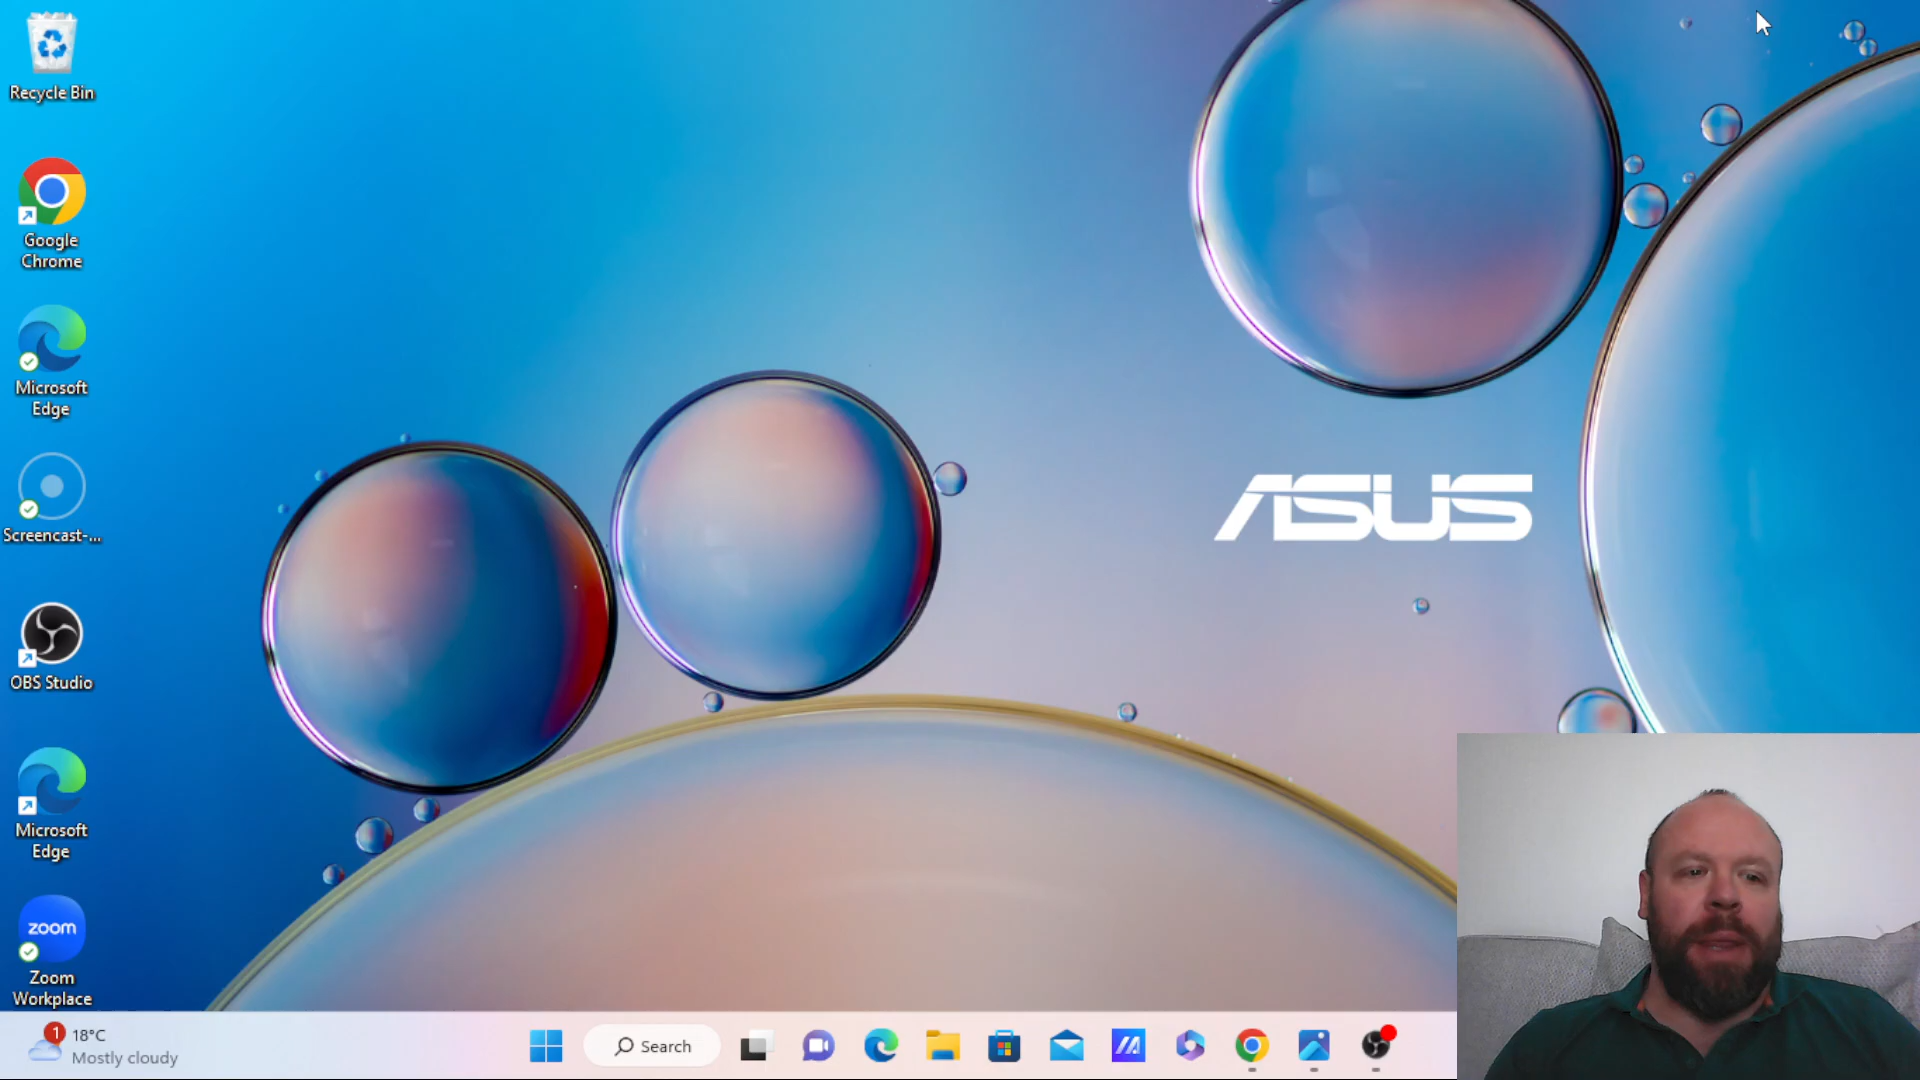 Recycle Bin
Google
Chrome
Microsoft
Edge
Screencast-...
OBS Studio
Microsoft
Edge
zoom
Zoom
Workplace
ASUS
1
18°C
Mostly cloudy
Search